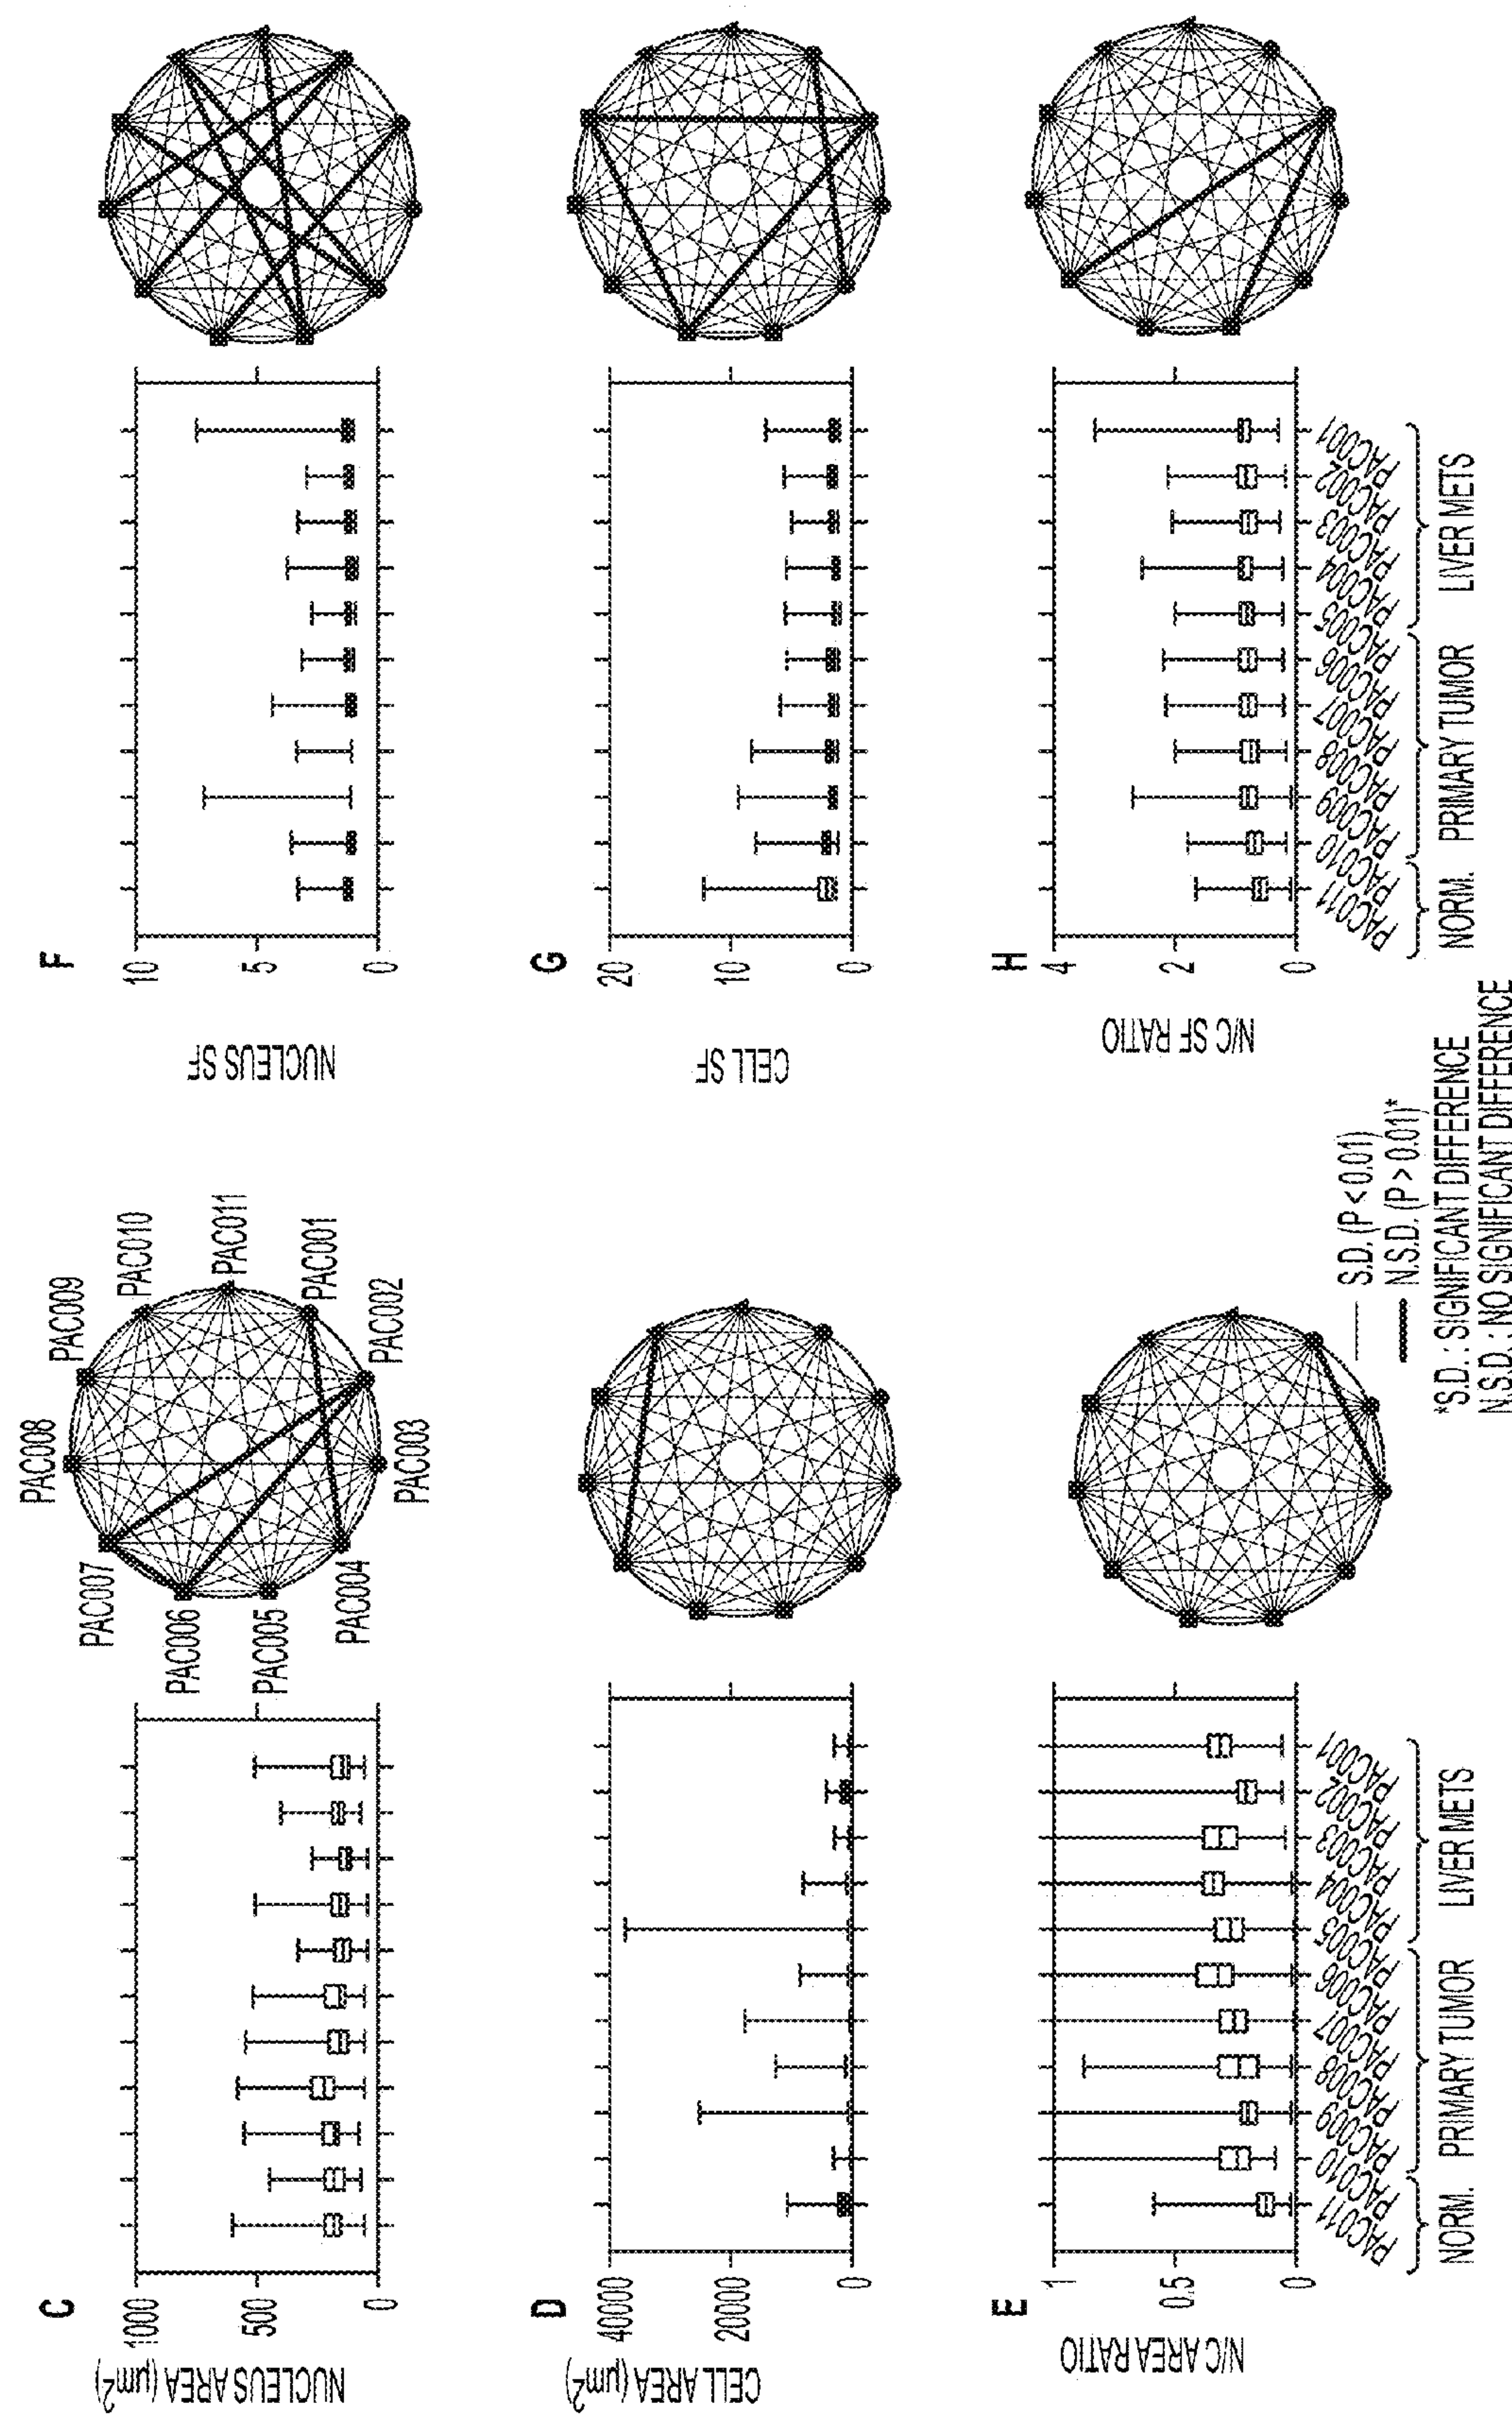 C
NUCLEUS AREA (µm²)
1000
500
0
PAC001
PAC002
PAC003
PAC004
PAC005
PAC006
PAC007
PAC008
PAC009
PAC010
PAC011
D
CELL AREA (µm²)
40000
20000
0
E
N/C AREA RATIO
1
0.5
0
PAC011
PAC010
PAC009
PAC008
PAC007
PAC006
PAC005
PAC004
PAC003
PAC002
PAC001
NORM. PRIMARY TUMOR LIVER METS
S.D. (P < 0.01)
N.S.D. (P > 0.01)*
*S.D. : SIGNIFICANT DIFFERENCE
N.S.D. : NO SIGNIFICANT DIFFERENCE
F
NUCLEUS SF
10
5
0
G
CELL SF
20
10
0
H
N/C SF RATIO
4
2
0
PAC011
PAC010
PAC009
PAC008
PAC007
PAC006
PAC005
PAC004
PAC003
PAC002
PAC001
NORM. PRIMARY TUMOR LIVER METS